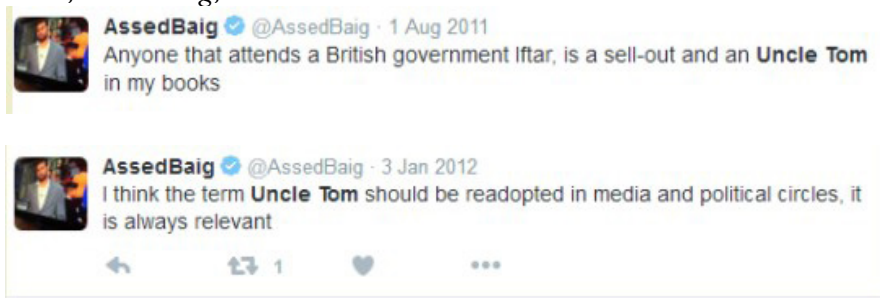 AssedBaig @AssedBaig · 1 Aug 2011
Anyone that attends a British government Iftar, is a sell-out and an Uncle Tom
in my books
AssedBaig @AssedBaig · 3 Jan 2012
I think the term Uncle Tom should be readopted in media and political circles, it
is always relevant
1